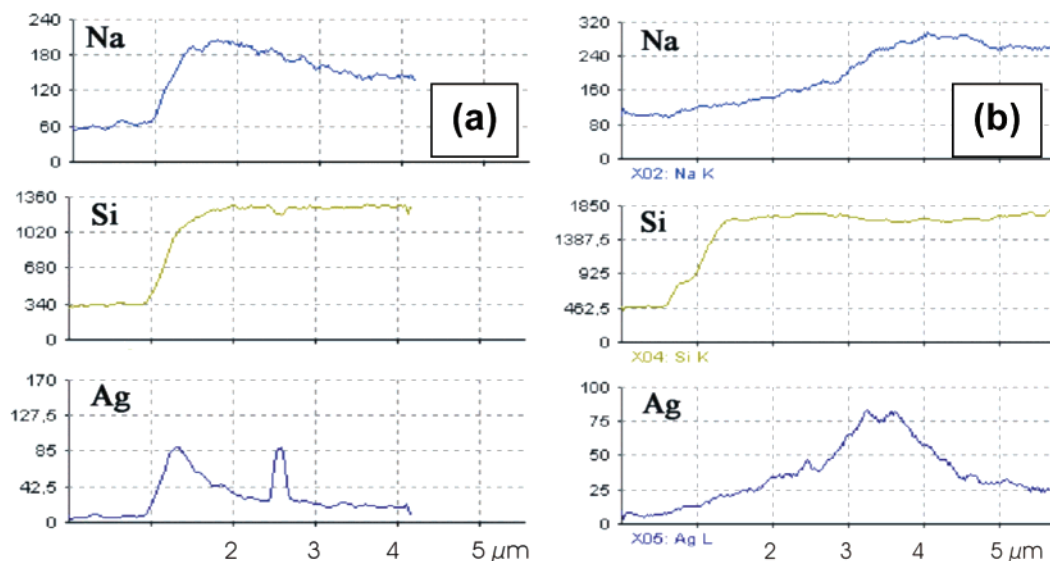 240
Na
180
120
60
0
(a)
1360
Si
1020
680
340
0
170
Ag
127,5
85
42,5
0
2 3 4 5 µm
320
Na
240
160
80
0
(b)
X02: Na K
1850
Si
1387,5
925
462,5
0
X04: Si K
100
Ag
75
50
25
0
X05: Ag L
2 3 4 5 µm